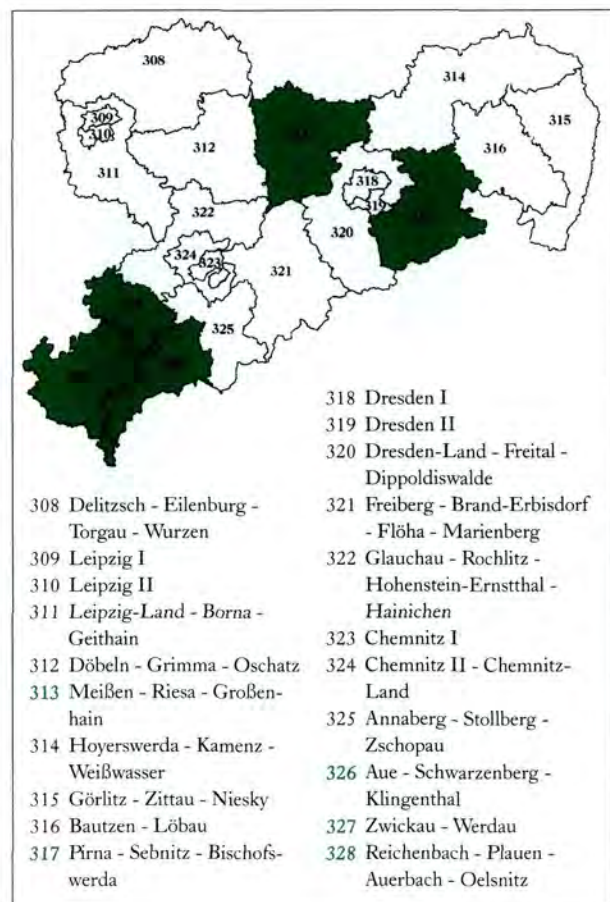 308
314
309
315
310
312
316
311
318
319
322
320
324
323
321
325
318 Dresden I
319 Dresden II
320 Dresden-Land - Freital -
Dippoldiswalde
321 Freiberg - Brand-Erbisdorf
- Flöha - Marienberg
322 Glauchau - Rochlitz -
Hohenstein-Ernstthal -
Hainichen
323 Chemnitz I
324 Chemnitz II - Chemnitz-
Land
325 Annaberg - Stollberg -
Zschopau
326 Aue - Schwarzenberg -
Klingenthal
327 Zwickau - Werdau
328 Reichenbach - Plauen -
Auerbach - Oelsnitz
308 Delitzsch - Eilenburg -
Torgau - Wurzen
309 Leipzig I
310 Leipzig II
311 Leipzig-Land - Borna -
Geithain
312 Döbeln - Grimma - Oschatz
313 Meißen - Riesa - Großen-
hain
314 Hoyerswerda - Kamenz -
Weißwasser
315 Görlitz - Zittau - Niesky
316 Bautzen - Löbau
317 Pirna - Sebnitz - Bischofs-
werda